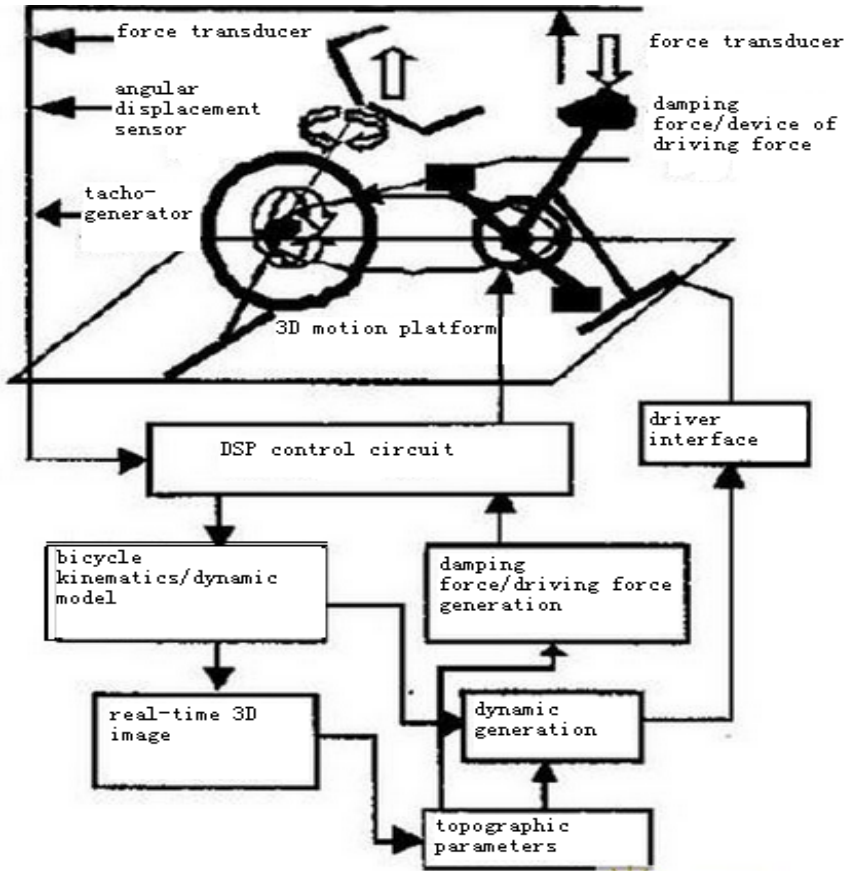 force transducer
force transducer
angular
displacement
sensor
damping
force/device of
driving force
tacho-
generator
3D motion platform
driver
interface
DSP control circuit
bicycle
kinematics/dynamic
model
damping
force/driving force
generation
real-time 3D
image
dynamic
generation
topographic
parameters